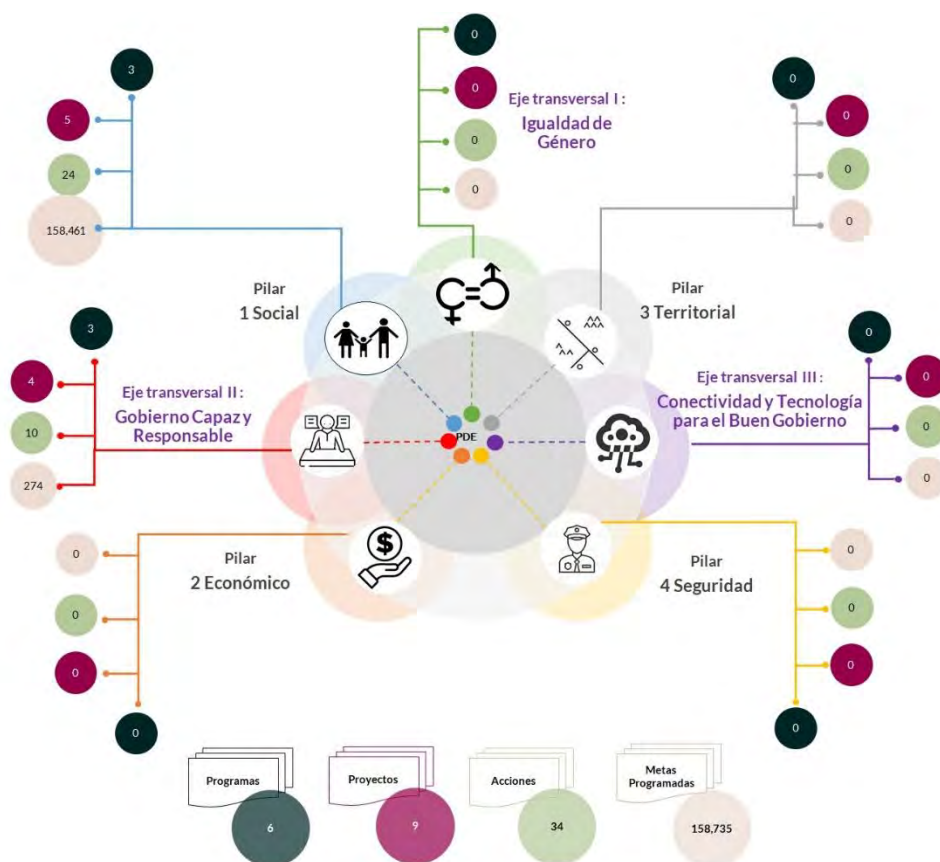 0
3
0
0
0
5
Eje transversal I :
Igualdad de
Género
0
0
24
0
0
158,461
0
0
Pilar
1 Social
Pilar
3 Territorial
3
0
4
Eje transversal II :
Gobierno Capaz y
Responsable
Eje transversal III :
Conectividad y Tecnología
para el Buen Gobierno
0
10
0
PDE
274
0
0
Pilar
2 Económico
Pilar
4 Seguridad
0
0
0
0
0
0
0
Programas
Proyectos
Acciones
Metas
Programadas
6
9
34
158,735